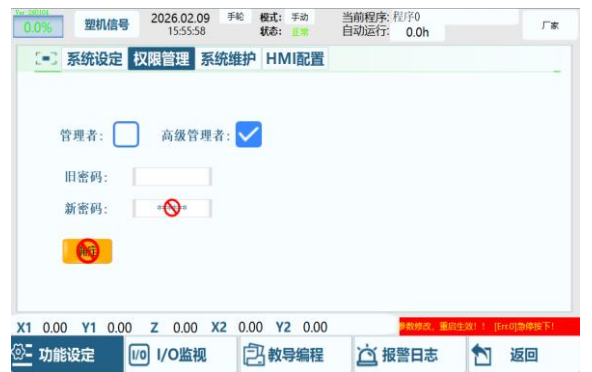 Ver 260104
0.0%
塑机信号
2026.02.09
15:55:58
手轮
模式: 手动
状态: 正常
当前程序: 程序0
自动运行: 0.0h
厂家
系统设定 权限管理 系统维护 HMI配置
管理者: 高级管理者:
旧密码:
新密码: ******
确定
X1 0.00 Y1 0.00 Z 0.00 X2 0.00 Y2 0.00
参数修改，重启生效！！ [Err:0]急停按下！
功能设定
I/O I/O监视
教导编程
报警日志
返回